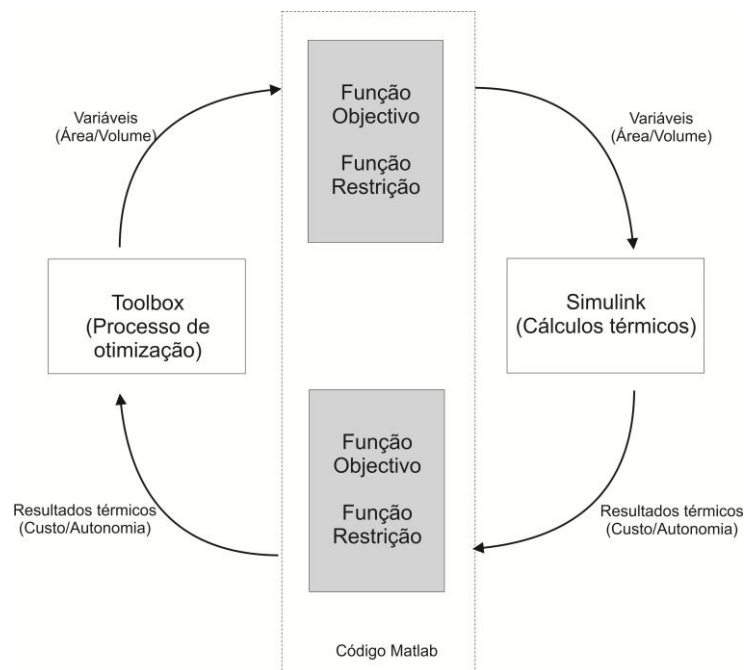 Função
Objectivo
Função
Restrição
Variáveis
(Área/Volume)
Variáveis
(Área/Volume)
Toolbox
(Processo de
otimização)
Simulink
(Cálculos térmicos)
Função
Objectivo
Função
Restrição
Resultados térmicos
(Custo/Autonomia)
Resultados térmicos
(Custo/Autonomia)
Código Matlab